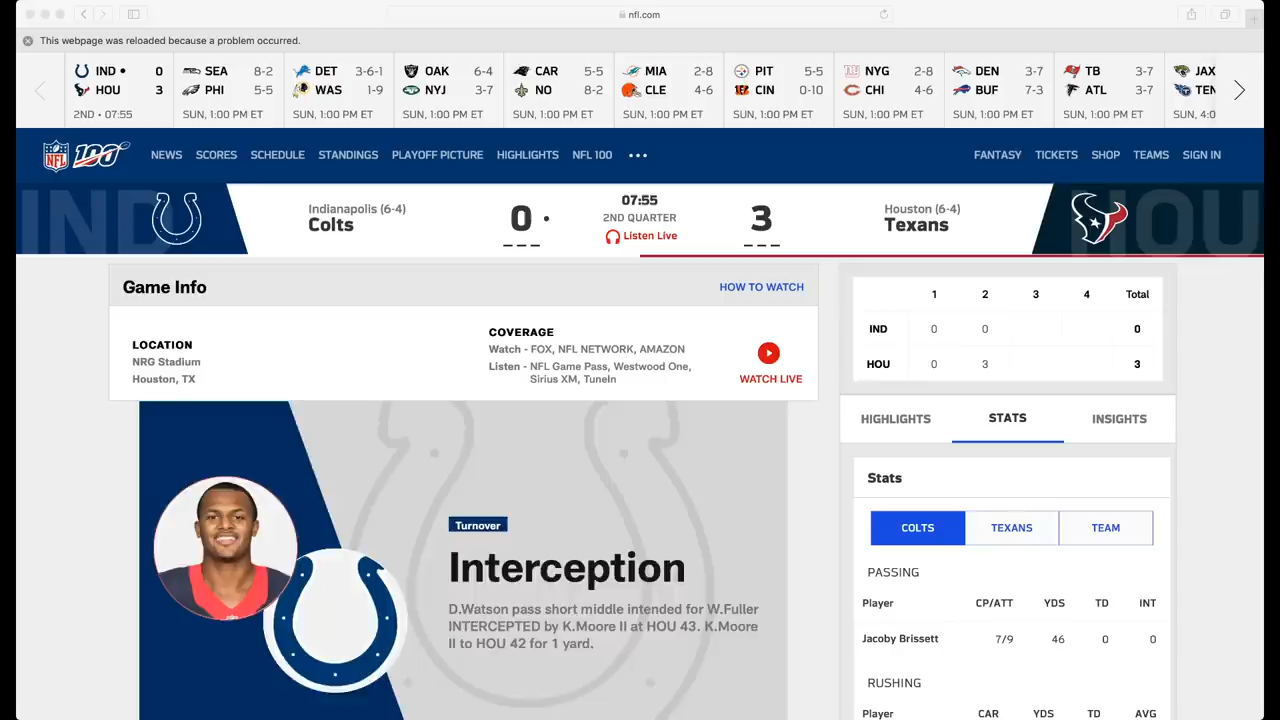 nfl.com
This webpage was reloaded because a problem occurred.
IND • 0
HOU 3
2ND • 07:55
SEA 8-2
PHI 5-5
SUN, 1:00 PM ET
DET 3-6-1
WAS 1-9
SUN, 1:00 PM ET
OAK 6-4
NYJ 3-7
SUN, 1:00 PM ET
CAR 5-5
NO 8-2
SUN, 1:00 PM ET
MIA 2-8
CLE 4-6
SUN, 1:00 PM ET
PIT 5-5
CIN 0-10
SUN, 1:00 PM ET
NYG 2-8
CHI 4-6
SUN, 1:00 PM ET
DEN 3-7
BUF 7-3
SUN, 1:00 PM ET
TB 3-7
ATL 3-7
SUN, 1:00 PM ET
JAX
TEN
SUN, 4:0
NFL 100 NEWS SCORES SCHEDULE STANDINGS PLAYOFF PICTURE HIGHLIGHTS NFL 100 ••• FANTASY TICKETS SHOP TEAMS SIGN IN
IND
Indianapolis (6-4)
Colts
0 •
07:55
2ND QUARTER
Listen Live
3
Houston (6-4)
Texans
HOU
Game Info HOW TO WATCH
LOCATION
NRG Stadium
Houston, TX
COVERAGE
Watch - FOX, NFL NETWORK, AMAZON
Listen - NFL Game Pass, Westwood One,
Sirius XM, TuneIn
WATCH LIVE
Turnover
Interception
D.Watson pass short middle intended for W.Fuller
INTERCEPTED by K.Moore II at HOU 43. K.Moore
II to HOU 42 for 1 yard.
1 2 3 4 Total
IND 0 0 0
HOU 0 3 3
HIGHLIGHTS STATS INSIGHTS
Stats
COLTS TEXANS TEAM
PASSING
Player CP/ATT YDS TD INT
Jacoby Brissett 7/9 46 0 0
RUSHING
Player CAR YDS TD AVG